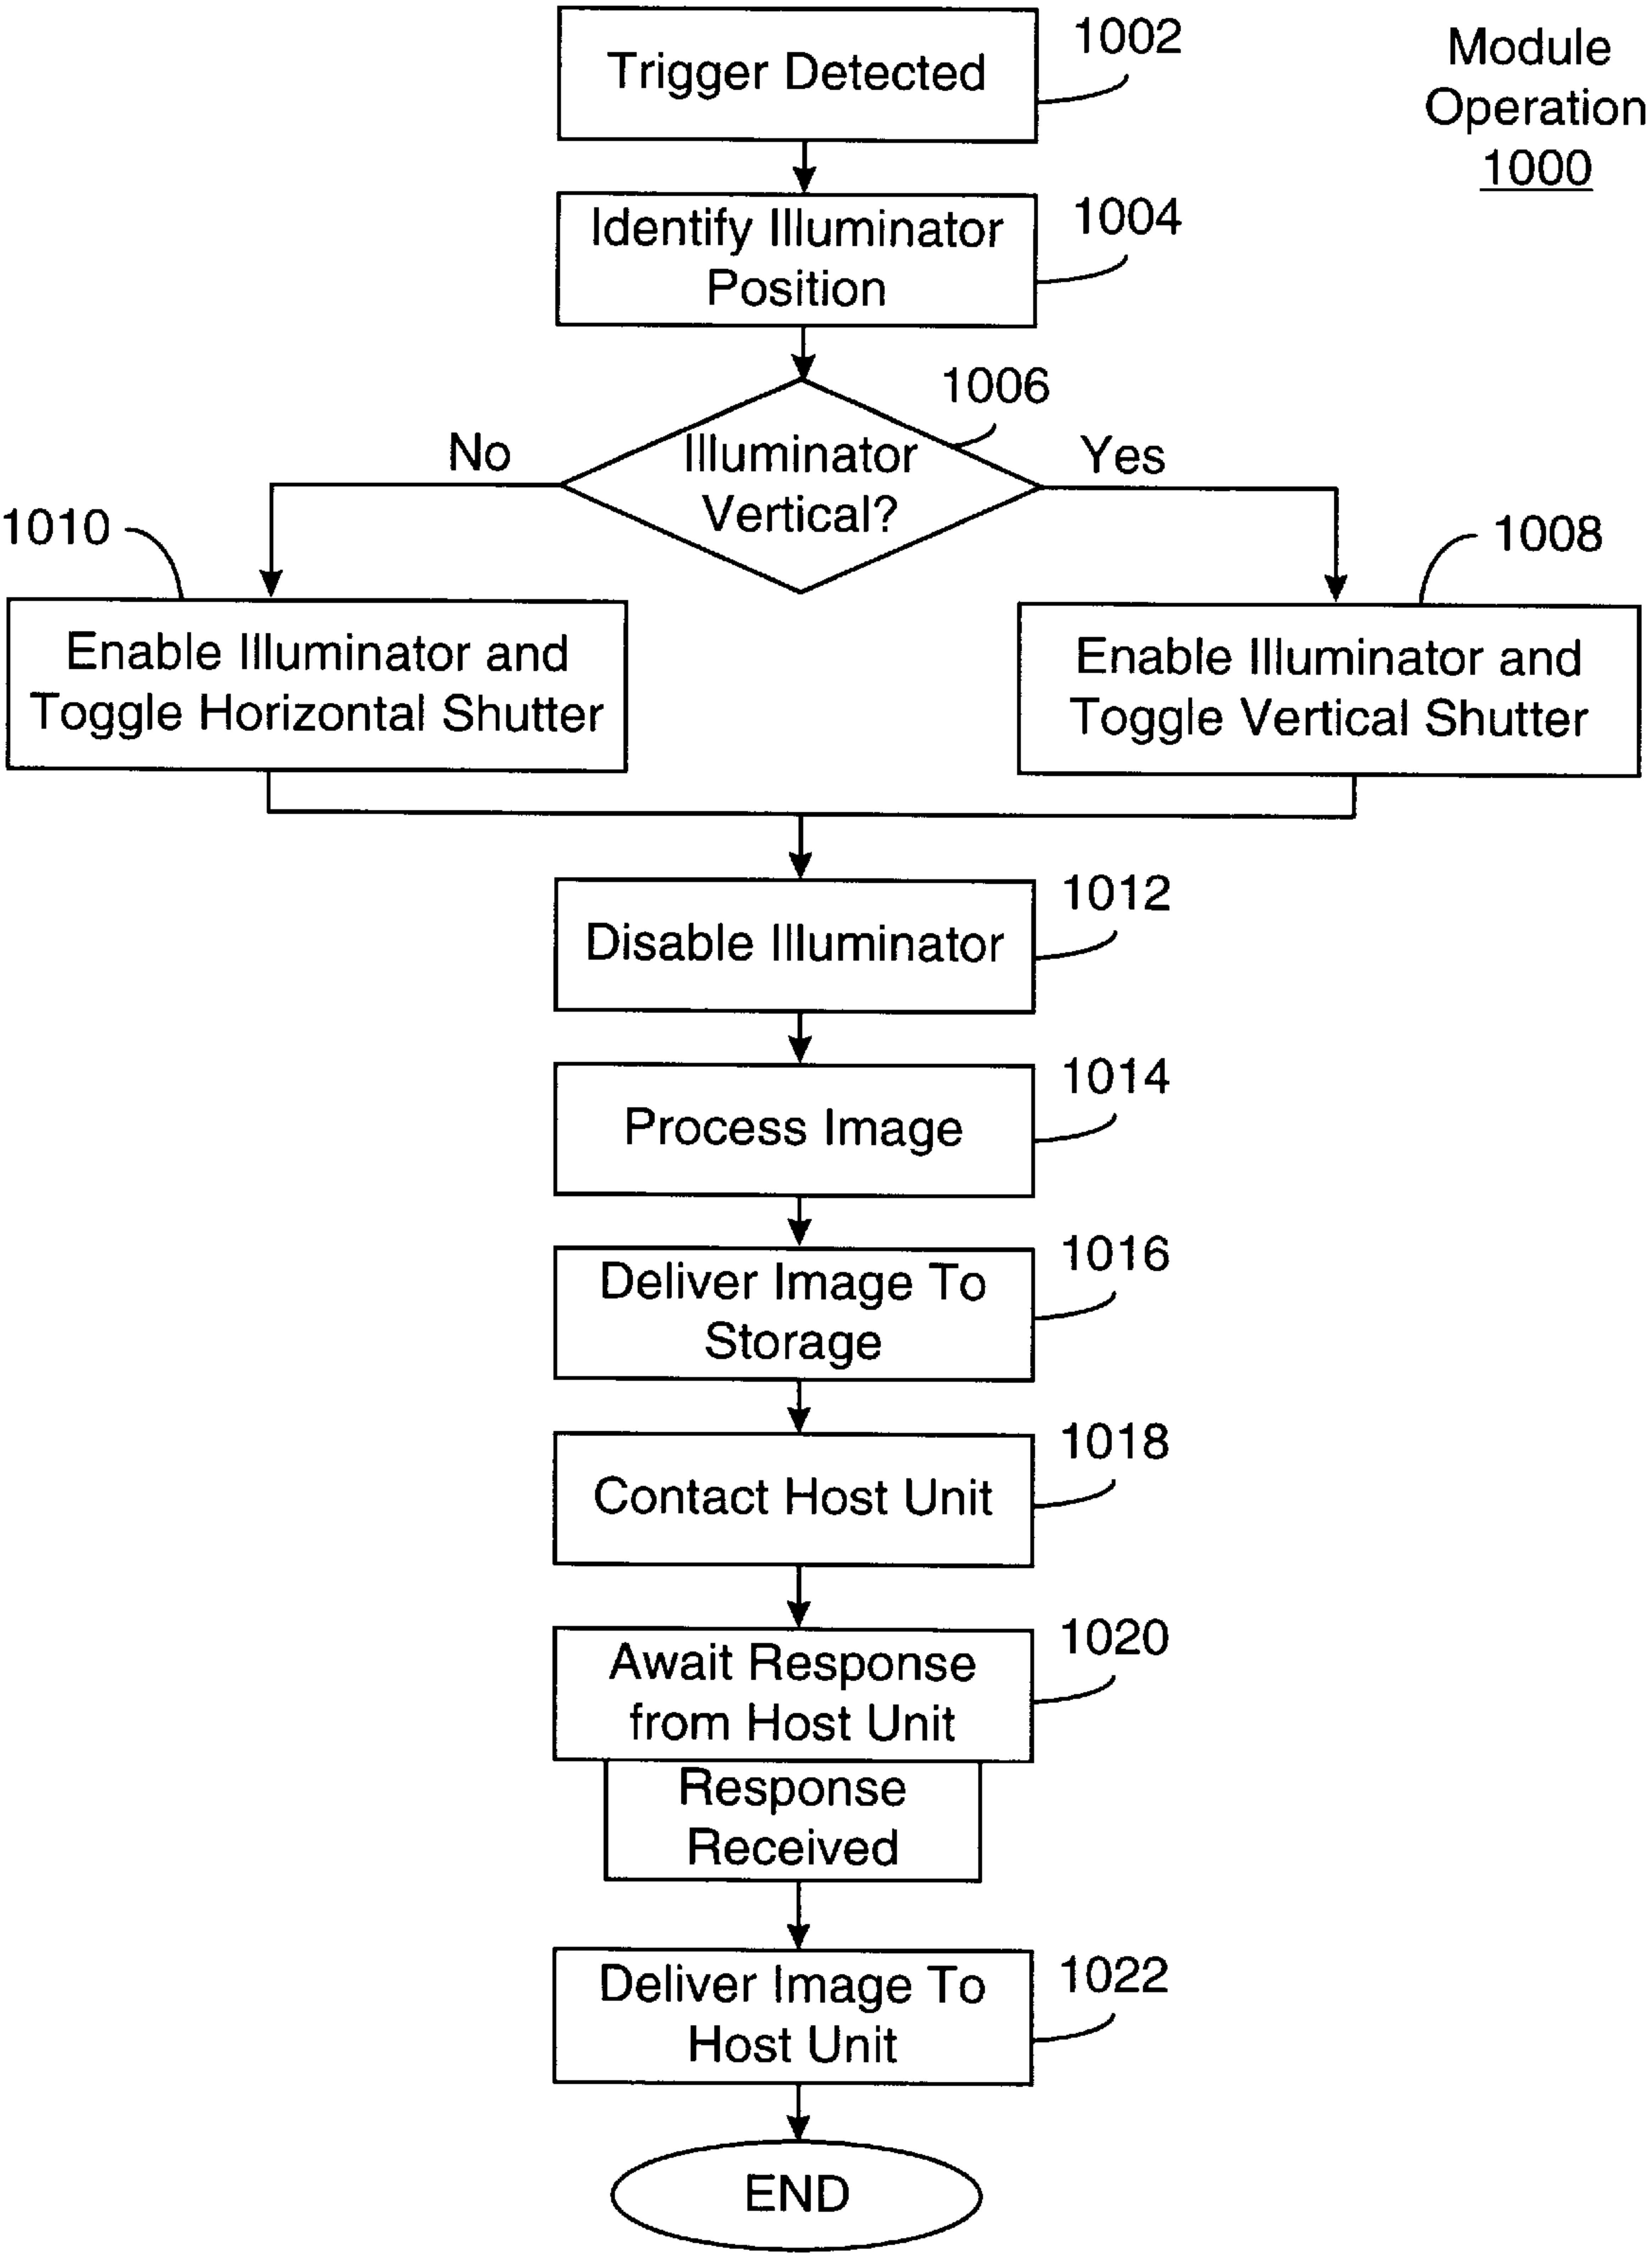 Trigger Detected
1002
Module
Operation
1000
Identify Illuminator
Position
1004
Illuminator
Vertical?
1006
No
Yes
1010
1008
Enable Illuminator and
Toggle Horizontal Shutter
Enable Illuminator and
Toggle Vertical Shutter
Disable Illuminator
1012
Process Image
1014
Deliver Image To
Storage
1016
Contact Host Unit
1018
Await Response
from Host Unit
1020
Response
Received
Deliver Image To
Host Unit
1022
END